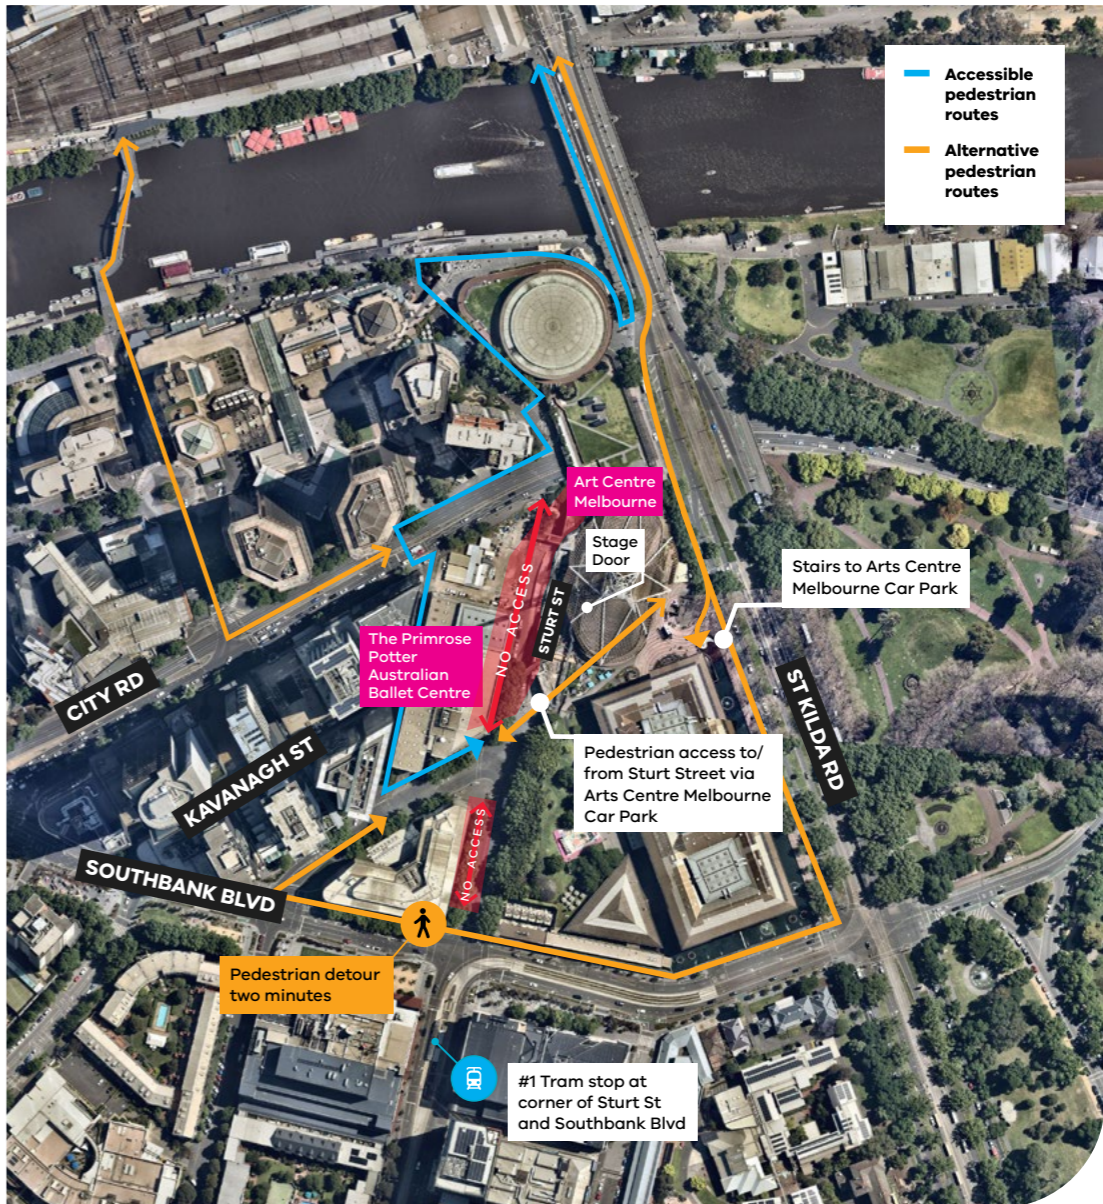 Accessible
pedestrian
routes
Alternative
pedestrian
routes
Art Centre
Melbourne
Stage
Door
NO ACCESS
STURT ST
Stairs to Arts Centre
Melbourne Car Park
The Primrose
Potter
Australian
Ballet Centre
CITY RD
ST KILDA RD
KAVANAGH ST
Pedestrian access to/
from Sturt Street via
Arts Centre Melbourne
Car Park
NO ACCESS
SOUTHBANK BLVD
Pedestrian detour
two minutes
#1 Tram stop at
corner of Sturt St
and Southbank Blvd